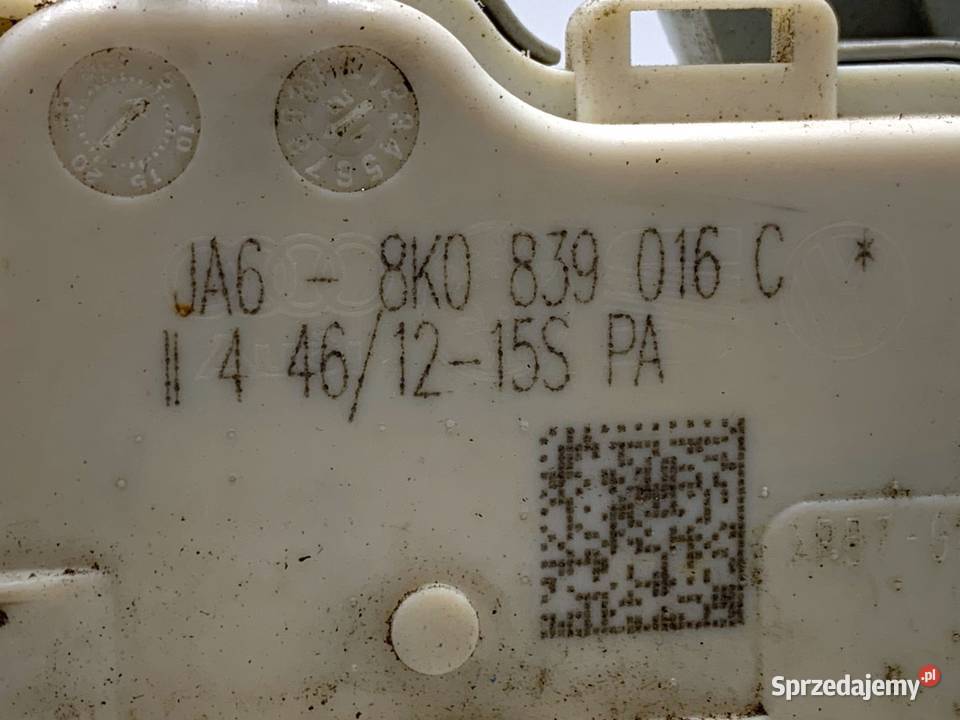 JA6 - 8K0 839 016 C *
II 4 46/12-15S PA
Sprzedajemy.pl